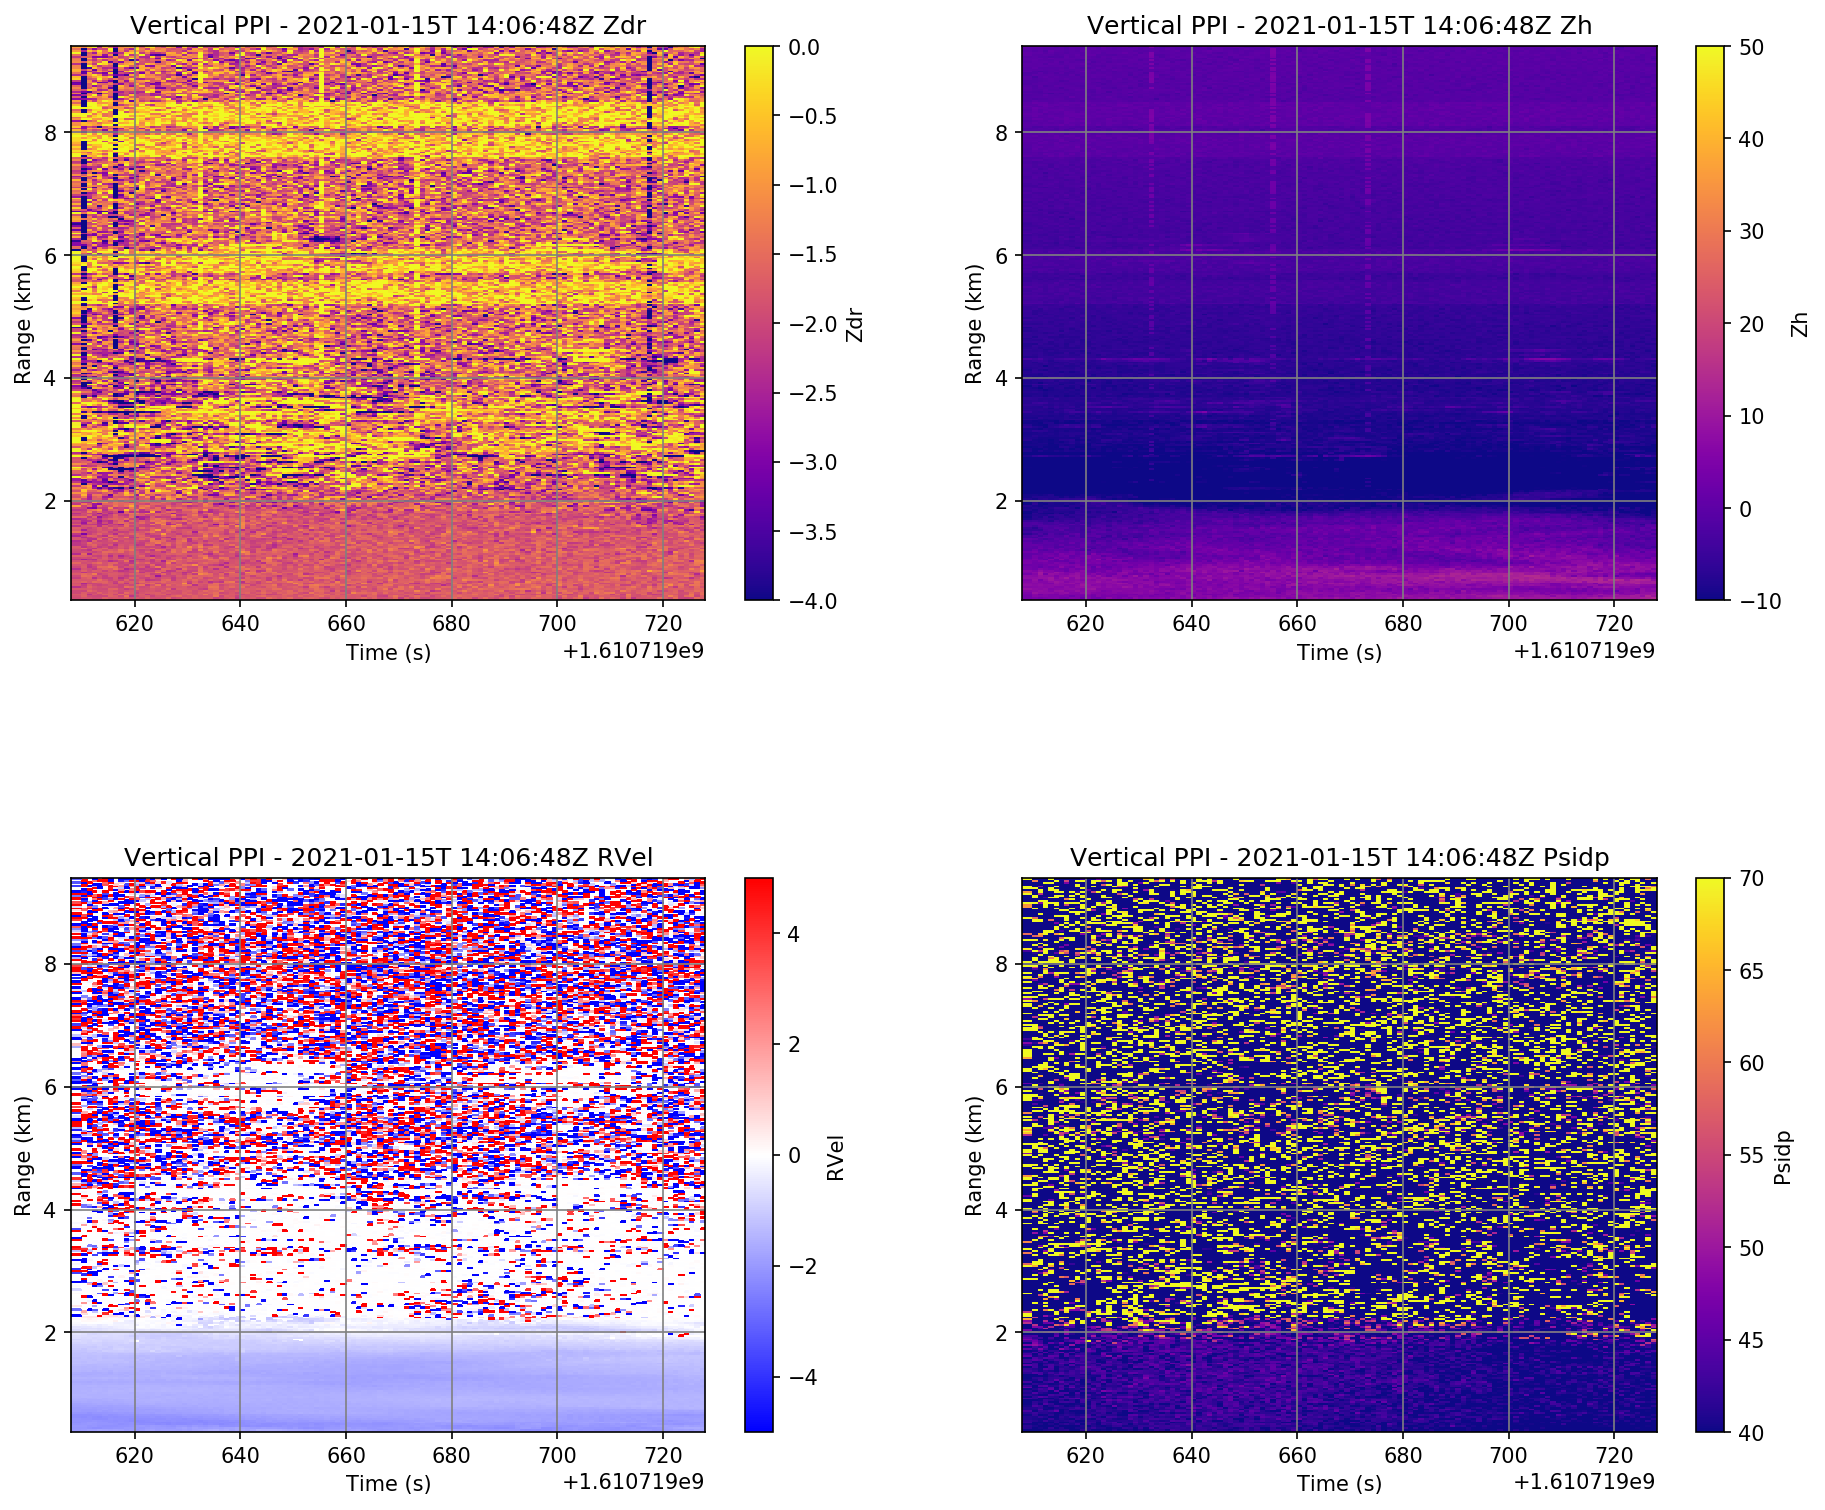 Vertical PPI - 2021-01-15T 14:06:48Z Zdr
8
6
4
2
Range (km)
620 640 660 680 700 720
Time (s)
+1.610719e9
0.0
−0.5
−1.0
−1.5
−2.0
−2.5
−3.0
−3.5
−4.0
Zdr
Vertical PPI - 2021-01-15T 14:06:48Z Zh
8
6
4
2
Range (km)
620 640 660 680 700 720
Time (s)
+1.610719e9
50
40
30
20
10
0
−10
Zh
Vertical PPI - 2021-01-15T 14:06:48Z RVel
8
6
4
2
Range (km)
620 640 660 680 700 720
Time (s)
+1.610719e9
4
2
0
−2
−4
RVel
Vertical PPI - 2021-01-15T 14:06:48Z Psidp
8
6
4
2
Range (km)
620 640 660 680 700 720
Time (s)
+1.610719e9
70
65
60
55
50
45
40
Psidp